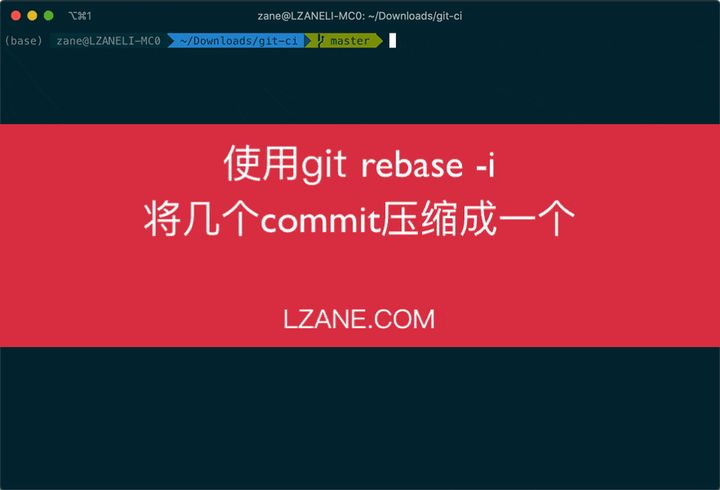 ⌥⌘1
zane@LZANELI-MC0: ~/Downloads/git-ci
(base) zane@LZANELI-MC0 ~/Downloads/git-ci master
使用git rebase -i
将几个commit压缩成一个
LZANE.COM